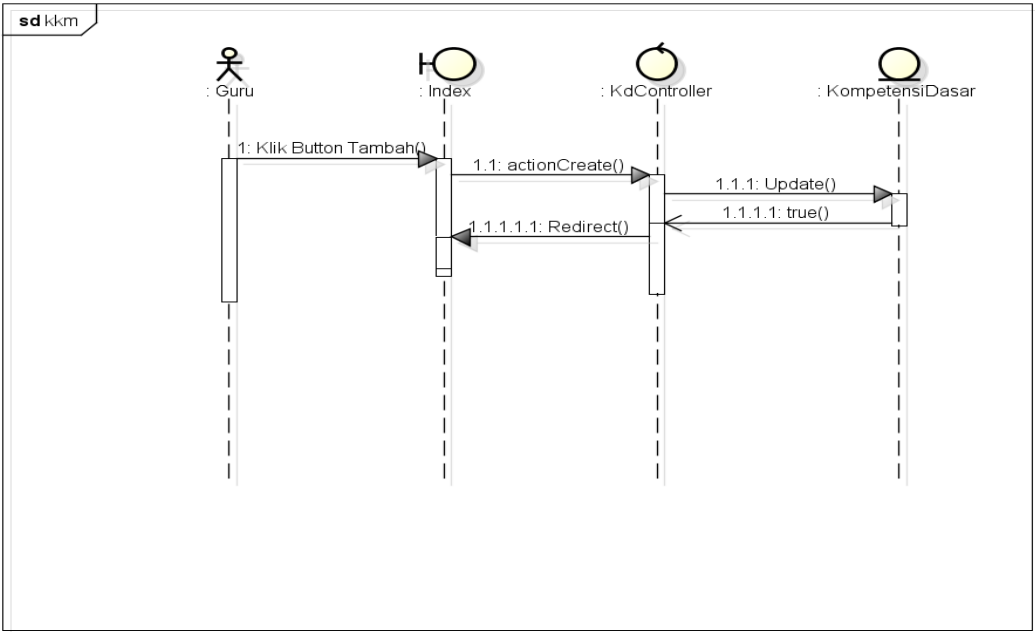 sd kkm
: Guru
: Index
: KdController
: KompetensiDasar
1: Klik Button Tambah()
1.1: actionCreate()
1.1.1: Update()
1.1.1.1: true()
1.1.1.1.1: Redirect()